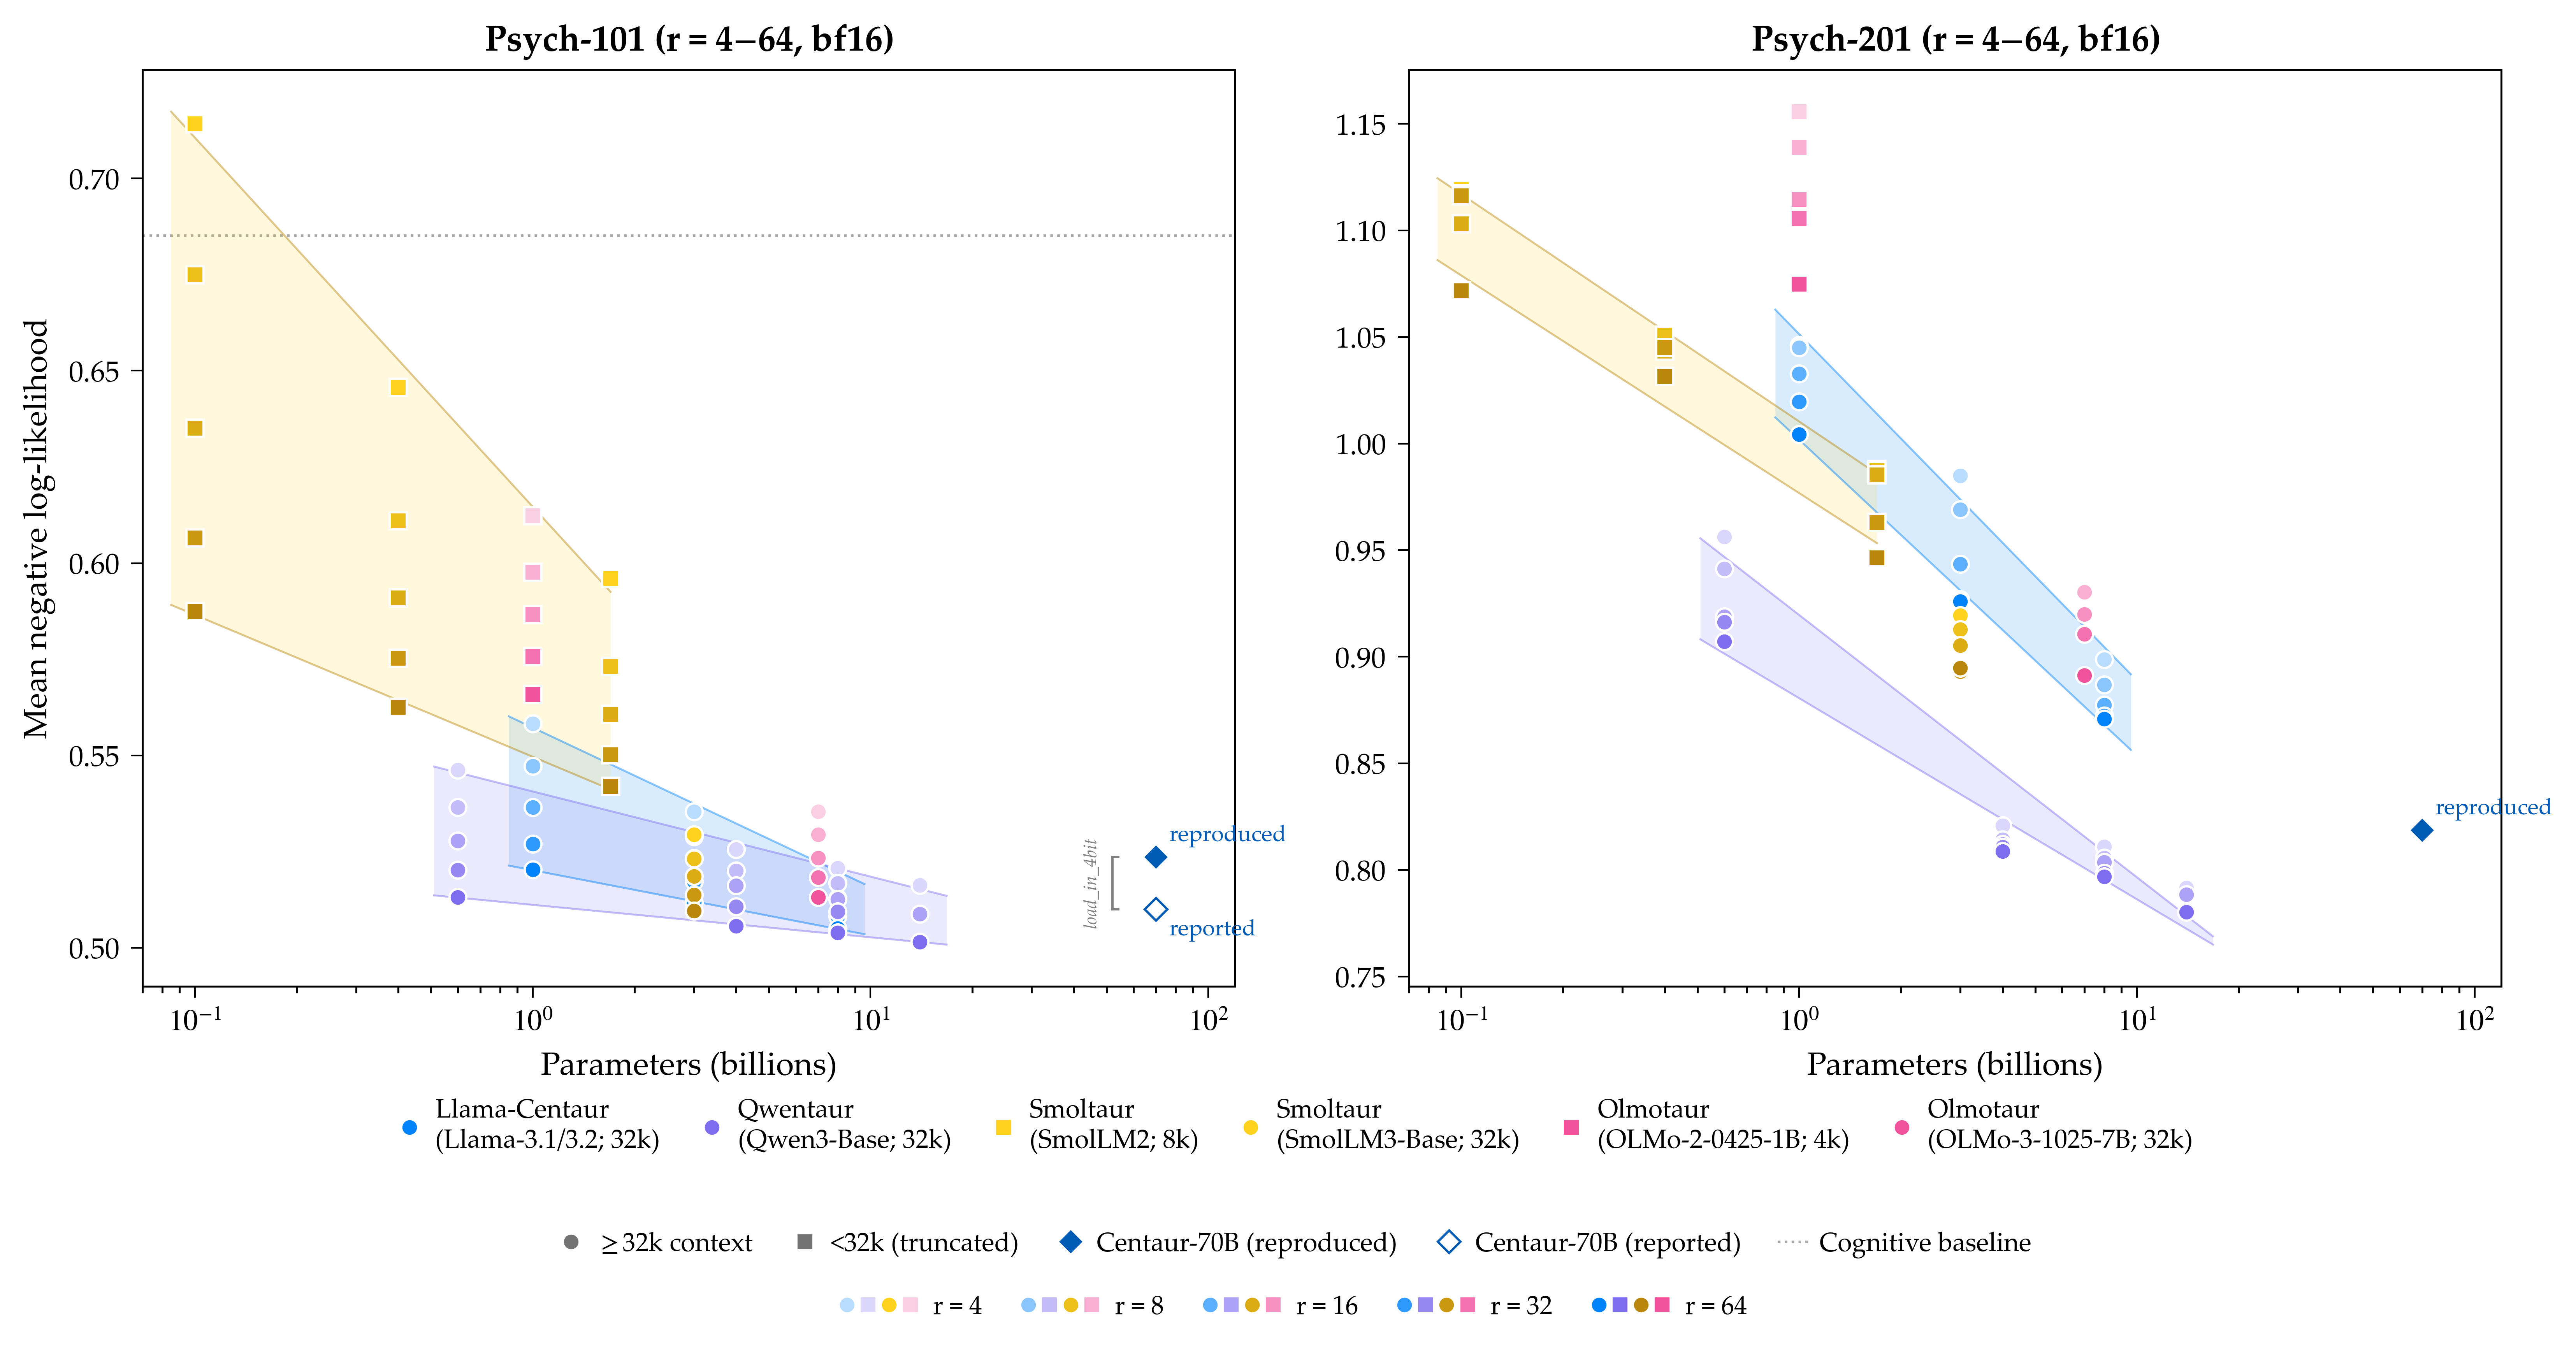 Psych-101 (r = 4–64, bf16)
Mean negative log-likelihood
0.70
0.65
0.60
0.55
0.50
load_in_4bit
reproduced
reported
10⁻¹
10⁰
10¹
10²
Parameters (billions)
Psych-201 (r = 4–64, bf16)
1.15
1.10
1.05
1.00
0.95
0.90
0.85
0.80
0.75
reproduced
10⁻¹
10⁰
10¹
10²
Parameters (billions)
Llama-Centaur
(Llama-3.1/3.2; 32k)
Qwentaur
(Qwen3-Base; 32k)
Smoltaur
(SmolLM2; 8k)
Smoltaur
(SmolLM3-Base; 32k)
Olmotaur
(OLMo-2-0425-1B; 4k)
Olmotaur
(OLMo-3-1025-7B; 32k)
≥ 32k context
<32k (truncated)
Centaur-70B (reproduced)
Centaur-70B (reported)
Cognitive baseline
r = 4
r = 8
r = 16
r = 32
r = 64